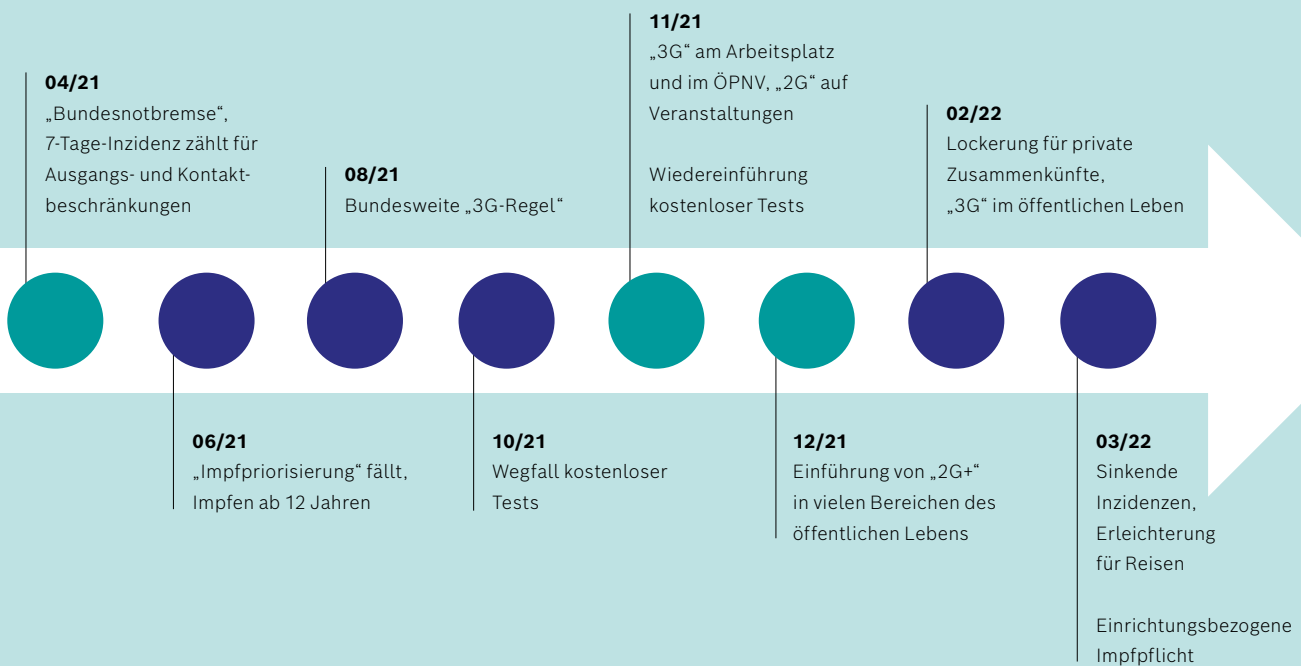 04/21
„Bundesnotbremse“,
7-Tage-Inzidenz zählt für
Ausgangs- und Kontakt-
beschränkungen
06/21
„Impfpriorisierung“ fällt,
Impfen ab 12 Jahren
08/21
Bundesweite „3G-Regel“
10/21
Wegfall kostenloser
Tests
11/21
„3G“ am Arbeitsplatz
und im ÖPNV, „2G“ auf
Veranstaltungen
Wiedereinführung
kostenloser Tests
12/21
Einführung von „2G+“
in vielen Bereichen des
öffentlichen Lebens
02/22
Lockerung für private
Zusammenkünfte,
„3G“ im öffentlichen Leben
03/22
Sinkende
Inzidenzen,
Erleichterung
für Reisen
Einrichtungsbezogene
Impfpflicht